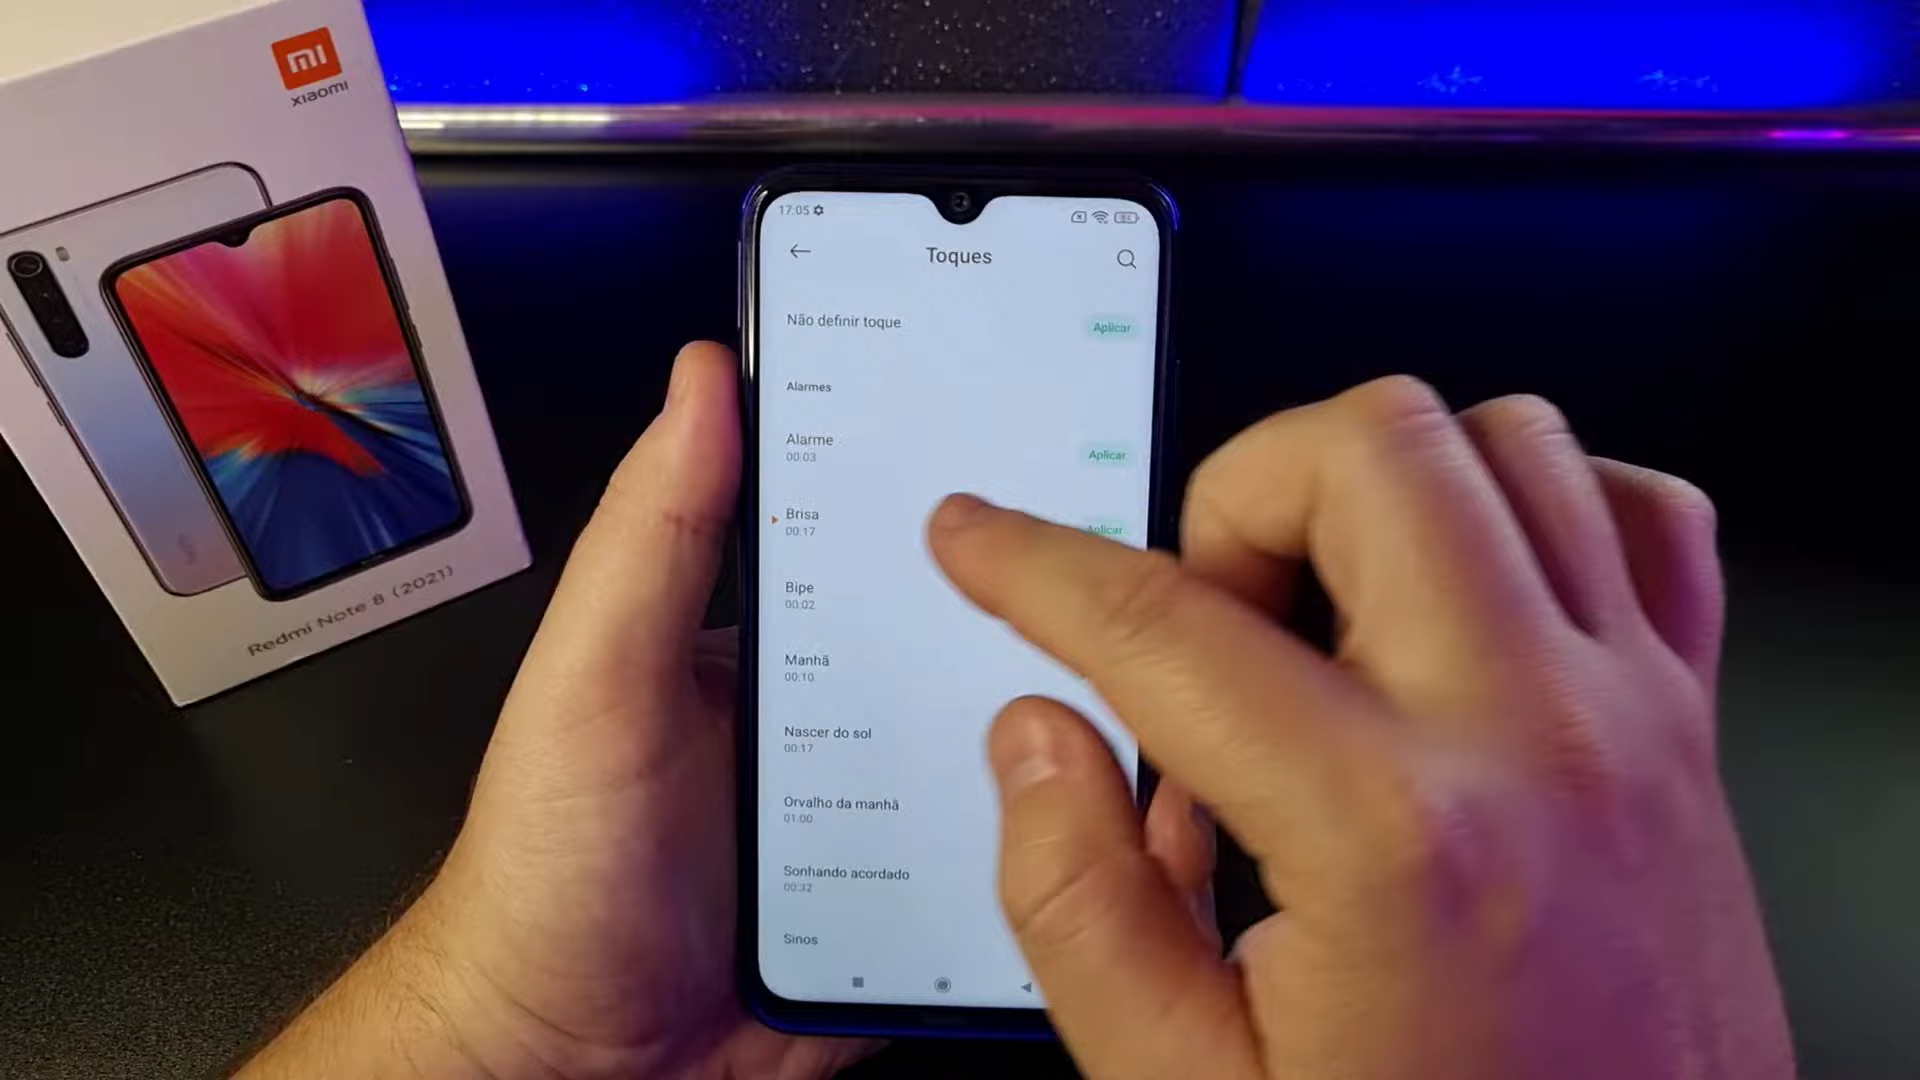 mi
xiaomi
Redmi Note 8 (2021)
17:05
Toques
Não definir toque
Aplicar
Alarmes
Alarme
00:03
Aplicar
Brisa
00:17
Aplicar
Bipe
00:02
Manhã
00:10
Nascer do sol
00:17
Orvalho da manhã
01:00
Sonhando acordado
00:32
Sinos